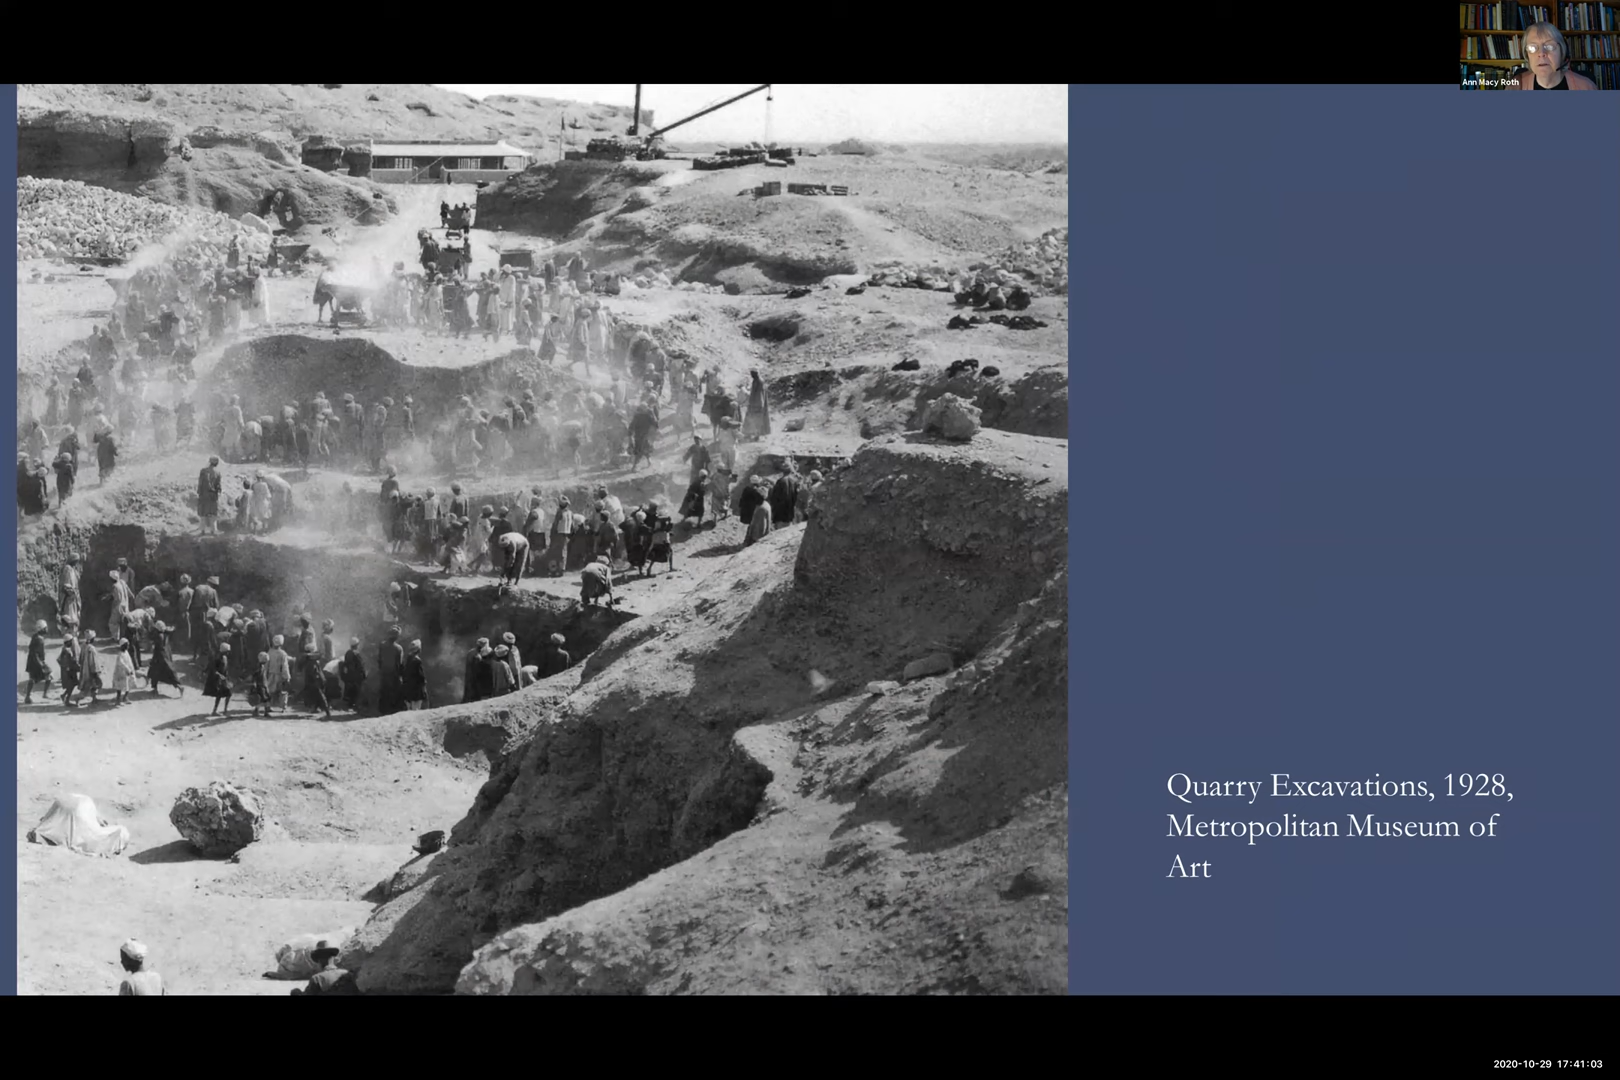 Ann Macy Roth
Quarry Excavations, 1928,
Metropolitan Museum of
Art
2020-10-29 17:41:03